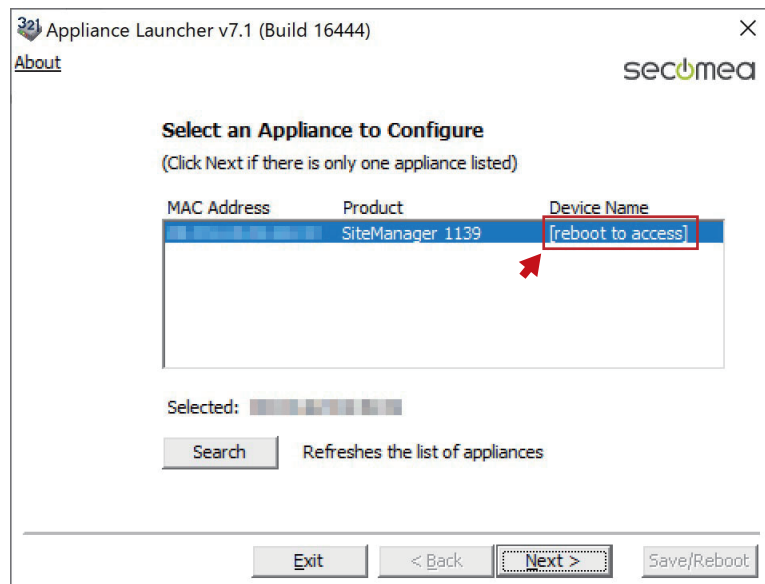 321 Appliance Launcher v7.1 (Build 16444)
About
secomea
Select an Appliance to Configure
(Click Next if there is only one appliance listed)
MAC Address Product Device Name
SiteManager 1139 [reboot to access]
Selected:
Search Refreshes the list of appliances
Exit < Back Next > Save/Reboot